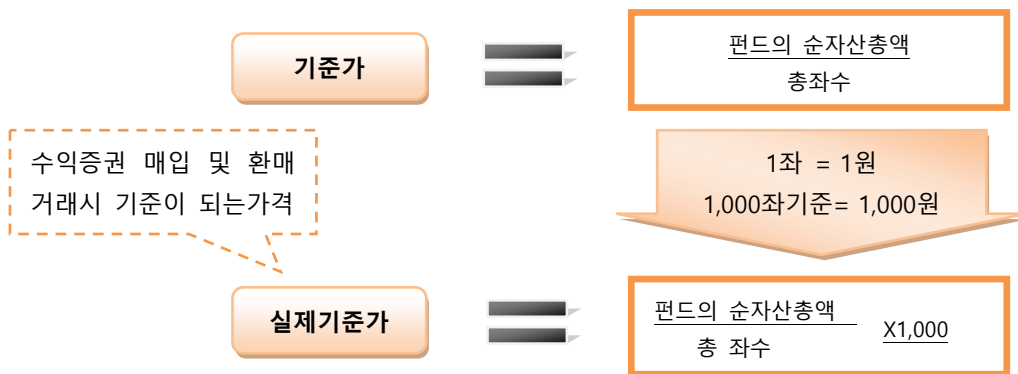 기준가
펀드의 순자산총액
총좌수
수익증권 매입 및 환매
거래시 기준이 되는가격
1좌 = 1원
1,000좌기준= 1,000원
실제기준가
펀드의 순자산총액
총 좌수
X1,000